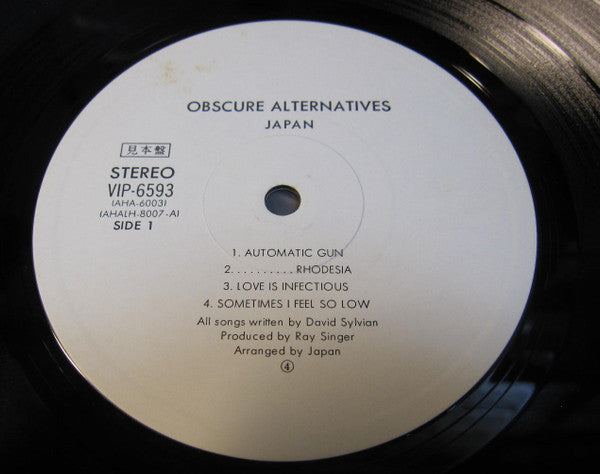 OBSCURE ALTERNATIVES
JAPAN
見本盤
STEREO
VIP-6593
(AHA-6003)
(AHALH-8007-A)
SIDE 1
1. AUTOMATIC GUN
2. . . . . . . . . . RHODESIA
3. LOVE IS INFECTIOUS
4. SOMETIMES I FEEL SO LOW
All songs written by David Sylvian
Produced by Ray Singer
Arranged by Japan
④